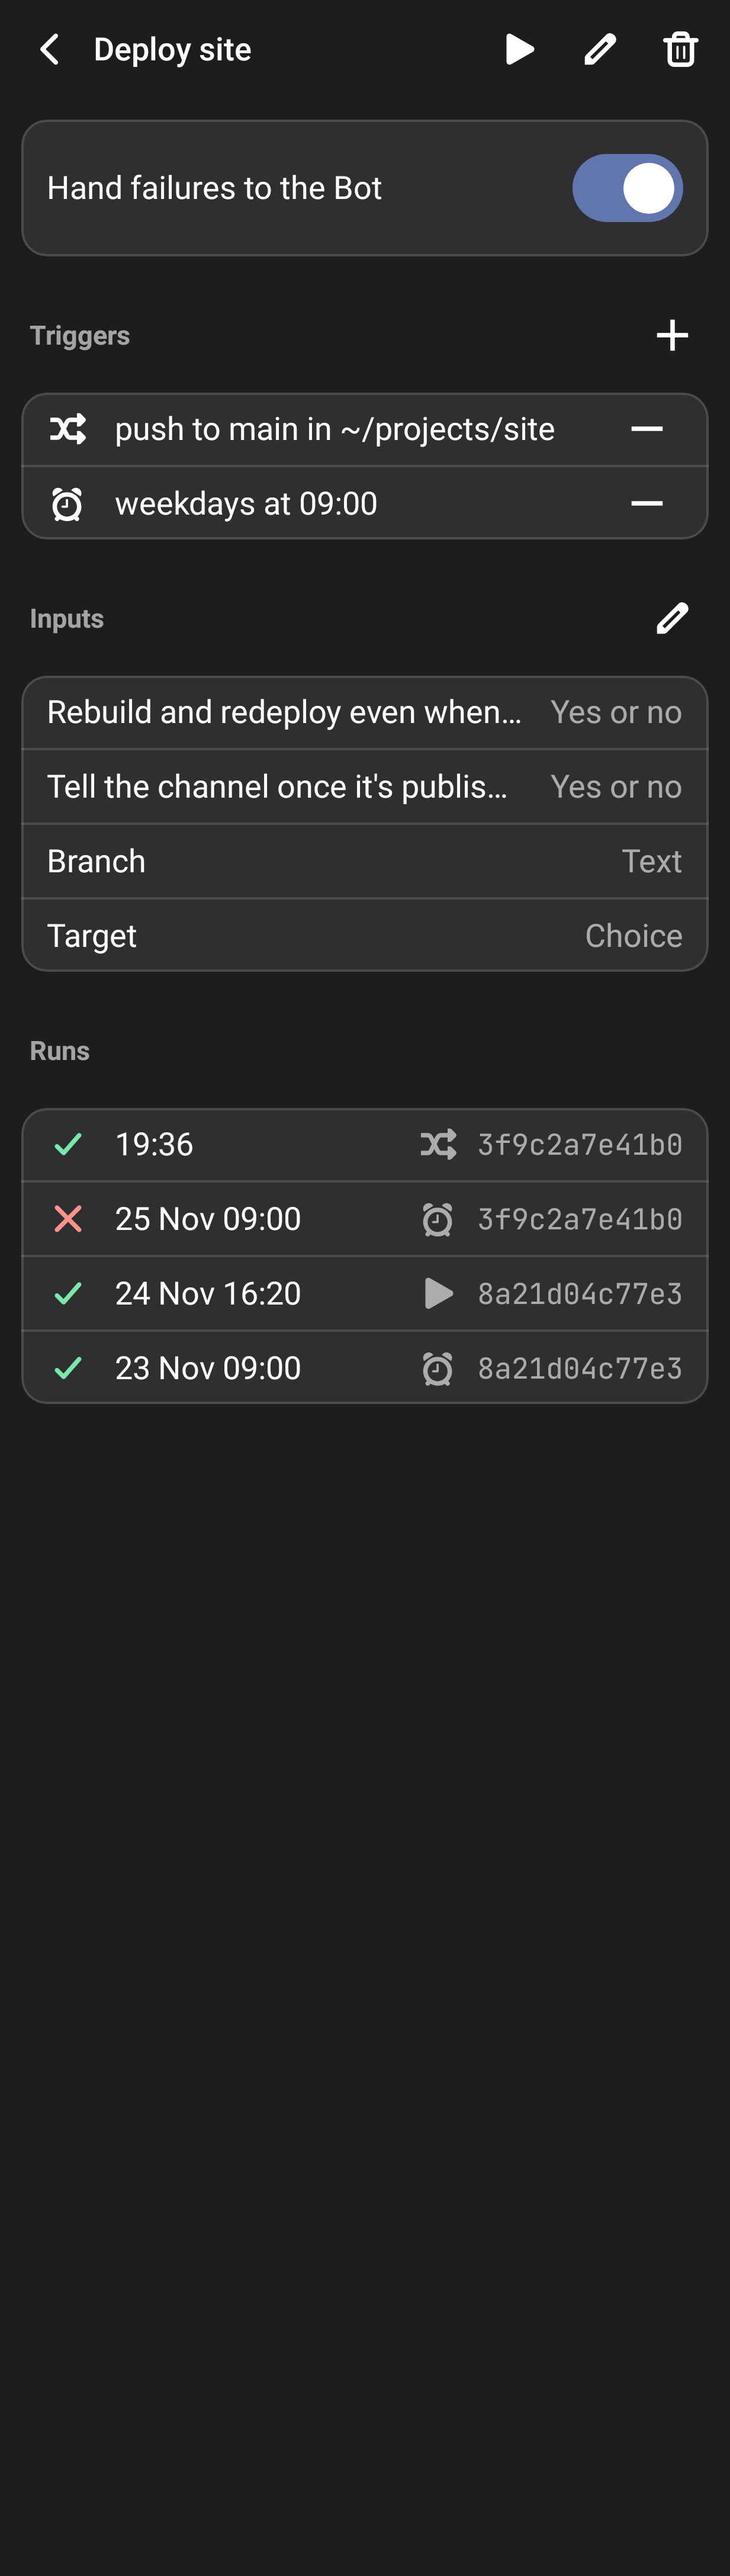 Deploy site
Hand failures to the Bot
Triggers
push to main in ~/projects/site
weekdays at 09:00
Inputs
Rebuild and redeploy even when… Yes or no
Tell the channel once it's publis… Yes or no
Branch Text
Target Choice
Runs
19:36 3f9c2a7e41b0
25 Nov 09:00 3f9c2a7e41b0
24 Nov 16:20 8a21d04c77e3
23 Nov 09:00 8a21d04c77e3